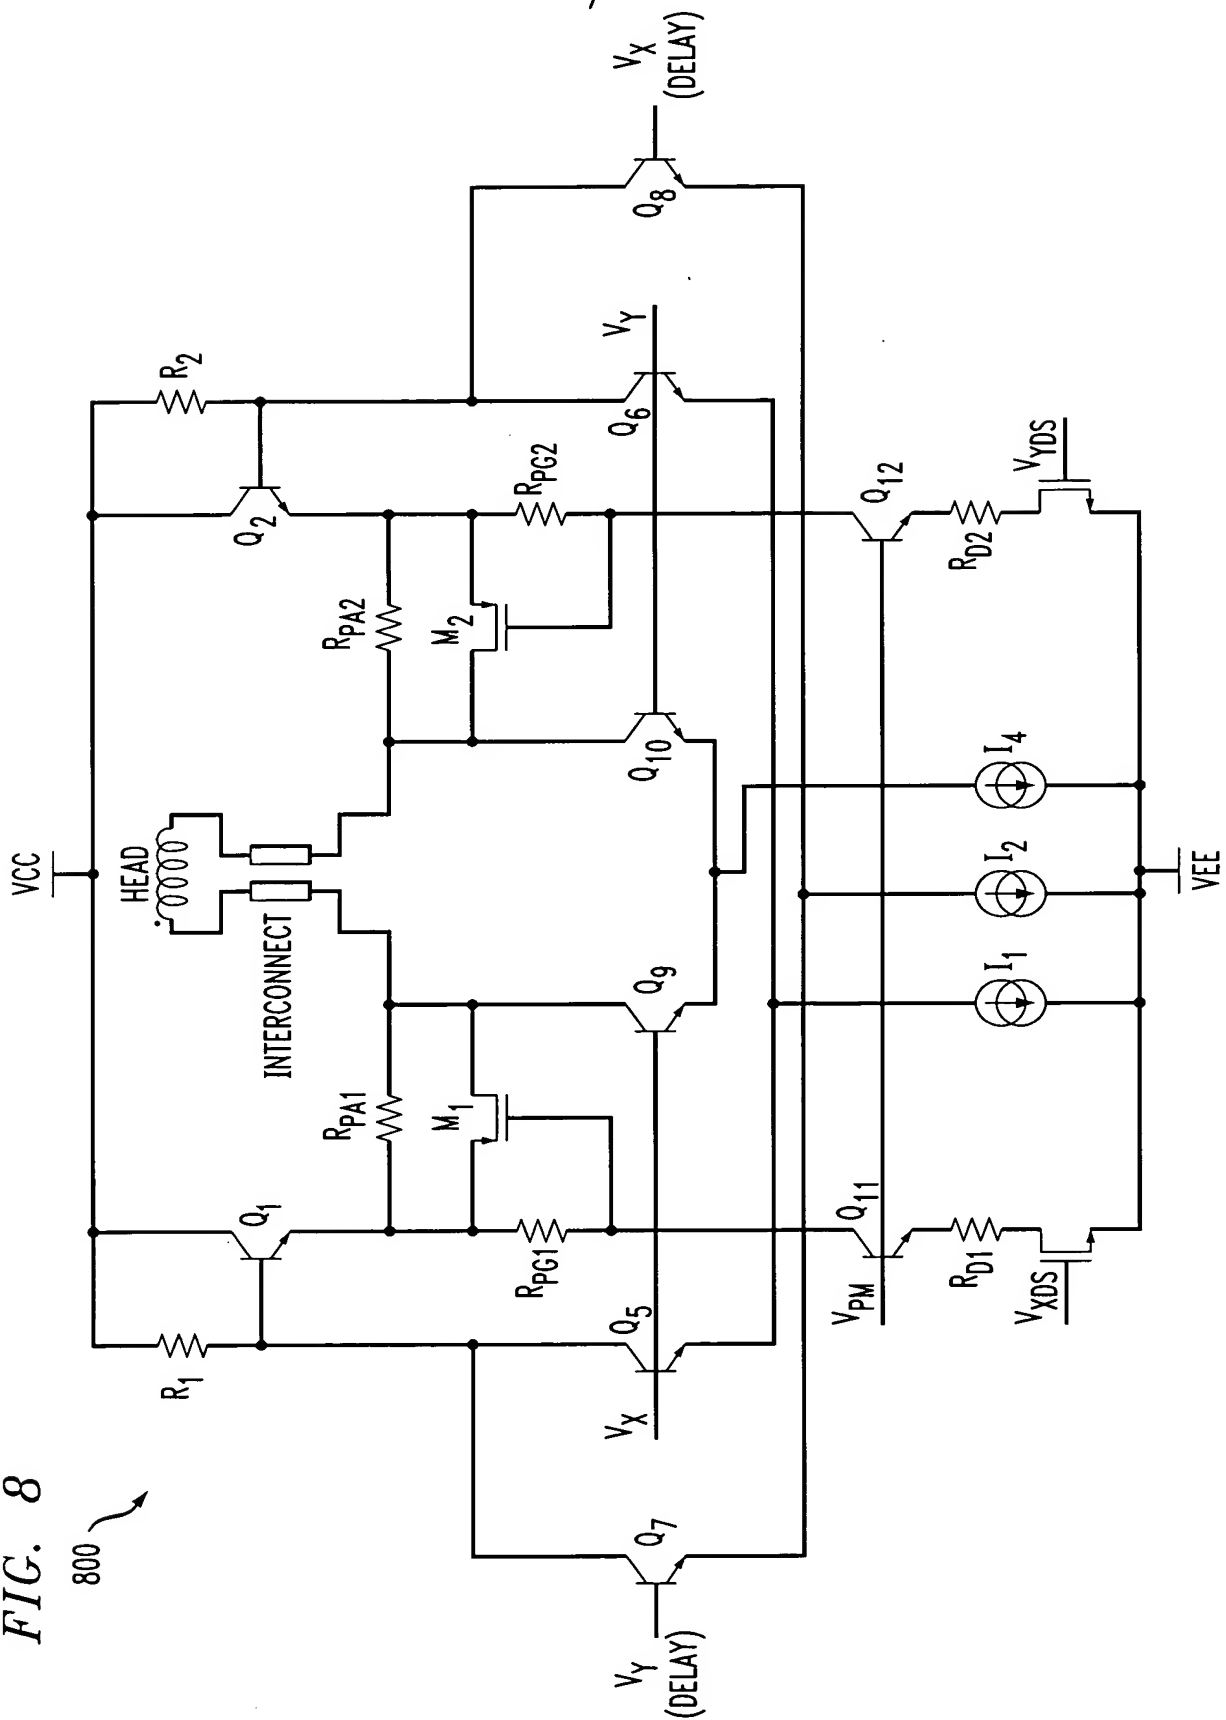 FIG. 8
800
VCC
HEAD
INTERCONNECT
R1
Q1
Q2
R2
RPA1
RPA2
M1
M2
RPG1
RPG2
VY
(DELAY)
Q7
VX
Q5
Q9
Q10
Q6
VY
Q8
VX
(DELAY)
VPM
Q11
Q12
RD1
RD2
VXDS
VYDS
I1
I2
I4
VEE